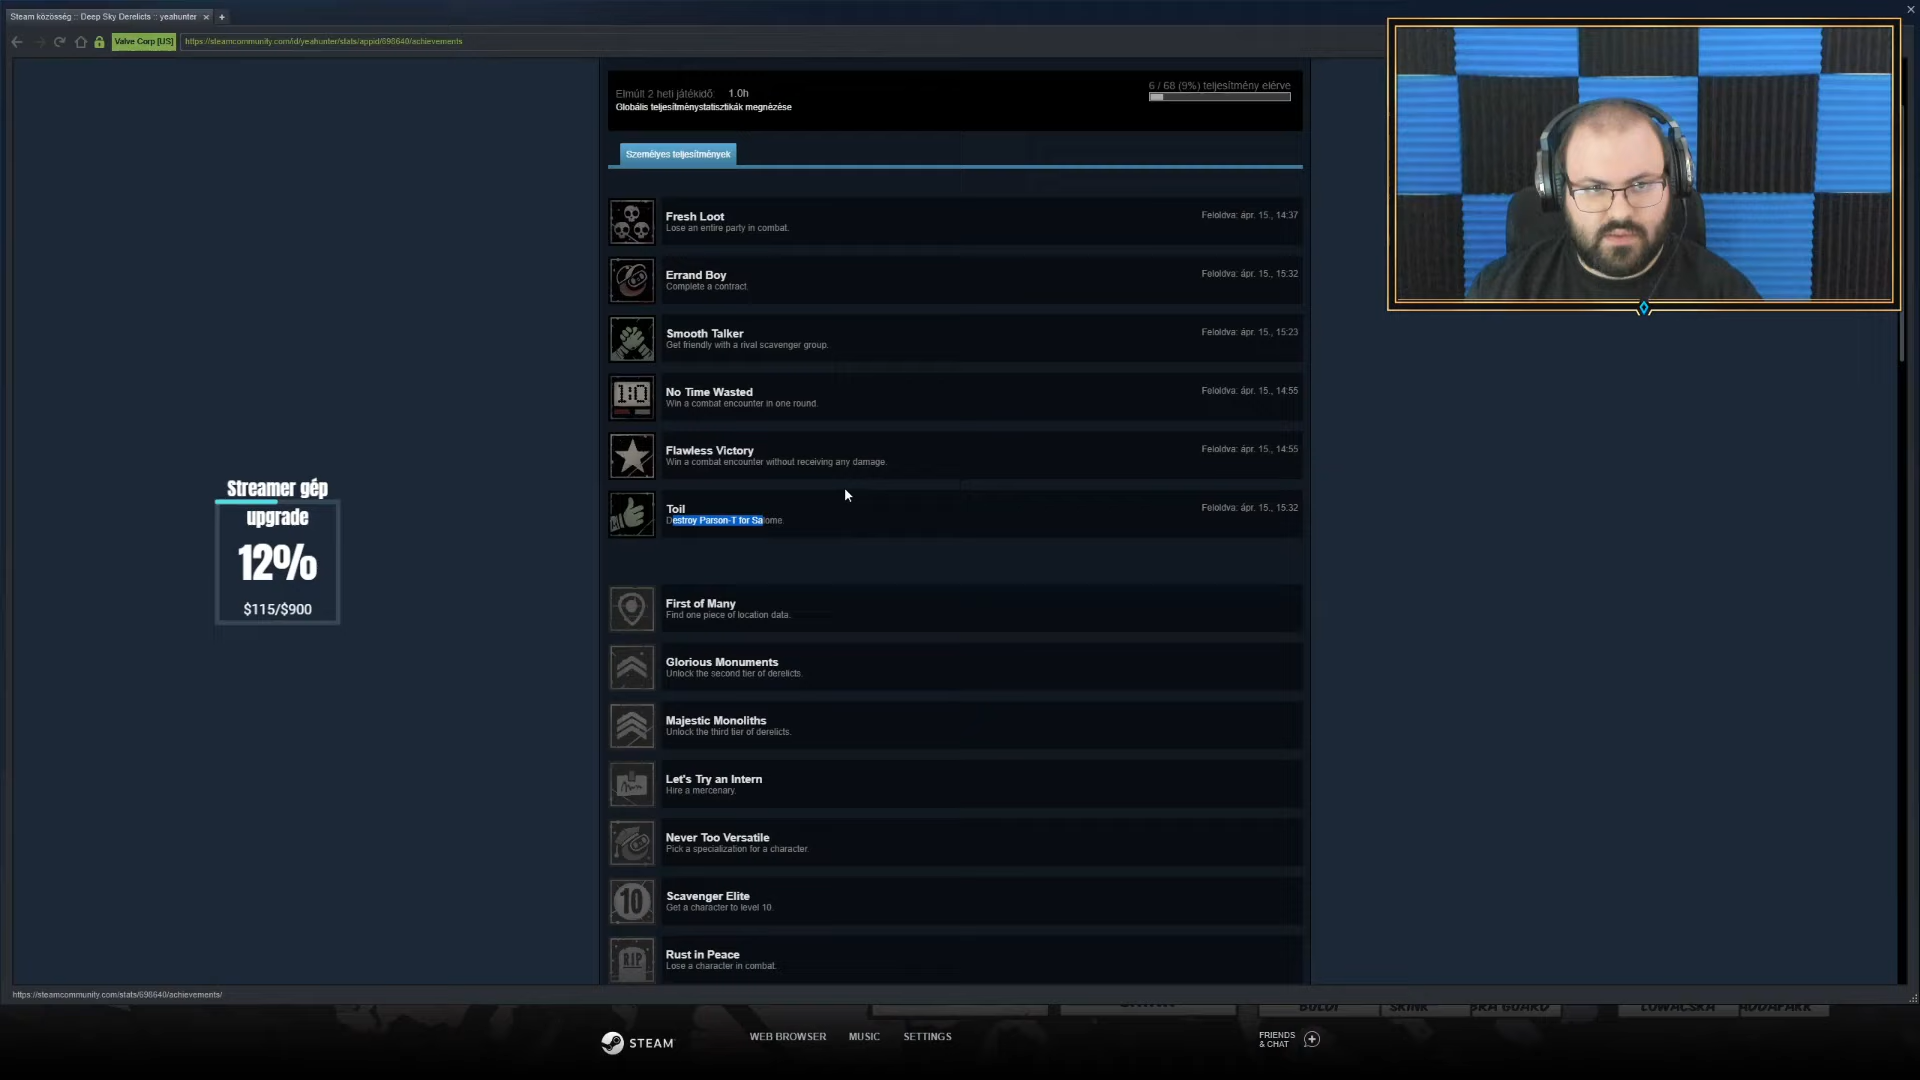 Steam közösség :: Deep Sky Derelicts :: yeahunter
Valve Corp [US]
https://steamcommunity.com/id/yeahunter/stats/appid/698640/achievements
Elmúlt 2 heti játékidő: 1.0h
6 / 68 (9%) teljesítmény elérve
Globális teljesítménystatisztikák megnézése
Személyes teljesítmények
Fresh Loot
Feloldva: ápr. 15., 14:37
Lose an entire party in combat.
Errand Boy
Feloldva: ápr. 15., 15:32
Complete a contract.
Smooth Talker
Feloldva: ápr. 15., 15:23
Get friendly with a rival scavenger group.
1:0
No Time Wasted
Feloldva: ápr. 15., 14:55
Win a combat encounter in one round.
Flawless Victory
Feloldva: ápr. 15., 14:55
Win a combat encounter without receiving any damage.
Toil
Feloldva: ápr. 15., 15:32
Destroy Parson-T for Salome.
Streamer gép
upgrade
12%
$115/$900
First of Many
Find one piece of location data.
Glorious Monuments
Unlock the second tier of derelicts.
Majestic Monoliths
Unlock the third tier of derelicts.
Let's Try an Intern
Hire a mercenary.
Never Too Versatile
Pick a specialization for a character.
10
Scavenger Elite
Get a character to level 10.
RIP
Rust in Peace
Lose a character in combat.
https://steamcommunity.com/stats/698640/achievements/
STEAM
WEB BROWSER
MUSIC
SETTINGS
FRIENDS
& CHAT